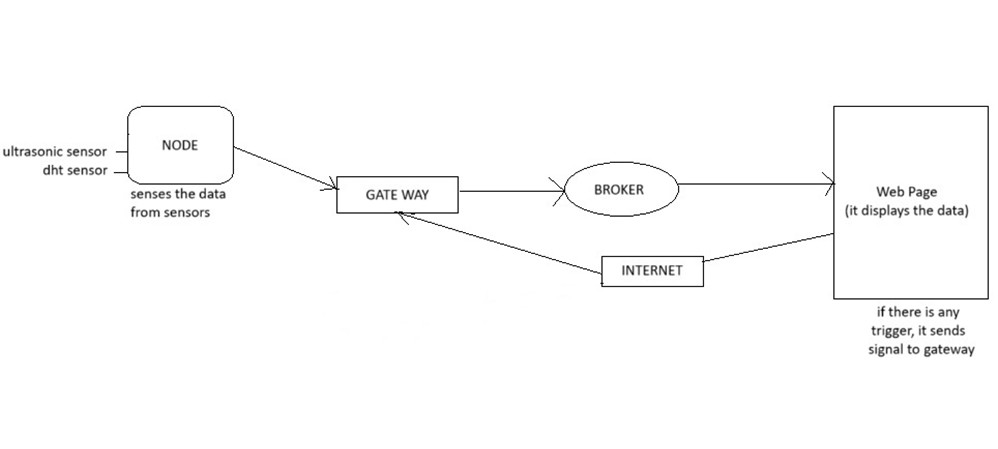 ultrasonic sensor
dht sensor
NODE
senses the data
from sensors
GATE WAY
BROKER
INTERNET
Web Page
(it displays the data)
if there is any
trigger, it sends
signal to gateway